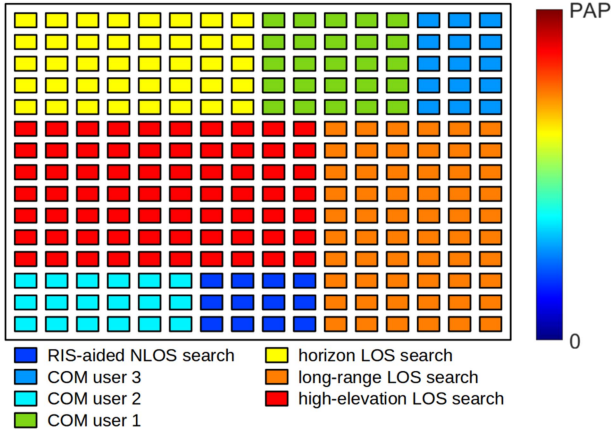 PAP
0
RIS-aided NLOS search
COM user 3
COM user 2
COM user 1
horizon LOS search
long-range LOS search
high-elevation LOS search